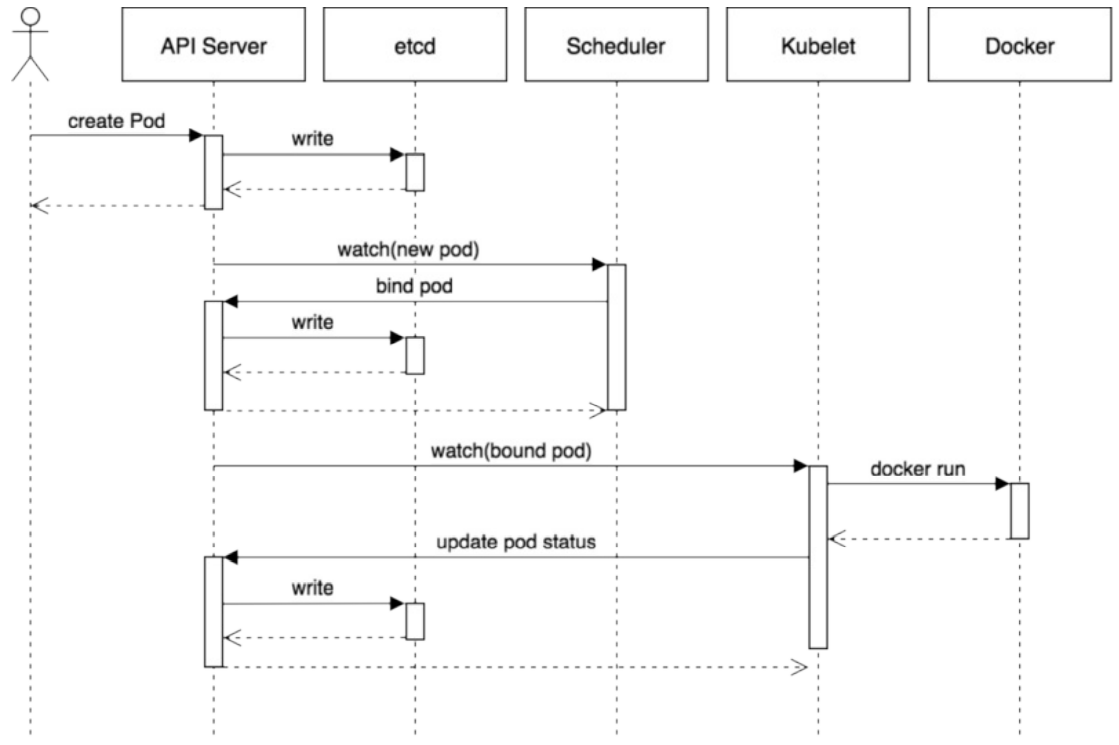 API Server
etcd
Scheduler
Kubelet
Docker
create Pod
write
watch(new pod)
bind pod
write
watch(bound pod)
docker run
update pod status
write